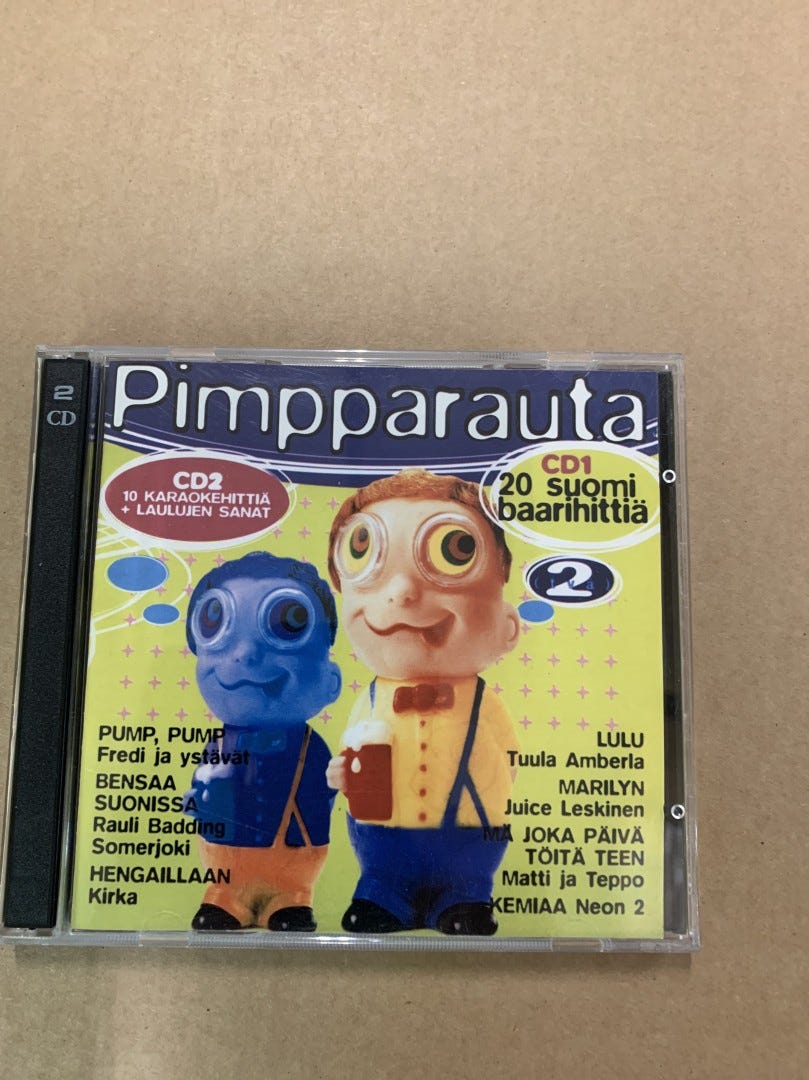 2
CD
Pimpparauta
CD2
10 KARAOKEHITTIÄ
+ LAULUJEN SANAT
CD1
20 suomi
baarihittiä
2
PUMP, PUMP
Fredi ja ystävät
BENSAA
SUONISSA
Rauli Badding
Somerjoki
HENGAILLAAN
Kirka
LULU
Tuula Amberla
MARILYN
Juice Leskinen
MÄ JOKA PÄIVÄ
TÖITÄ TEEN
Matti ja Teppo
KEMIAA Neon 2